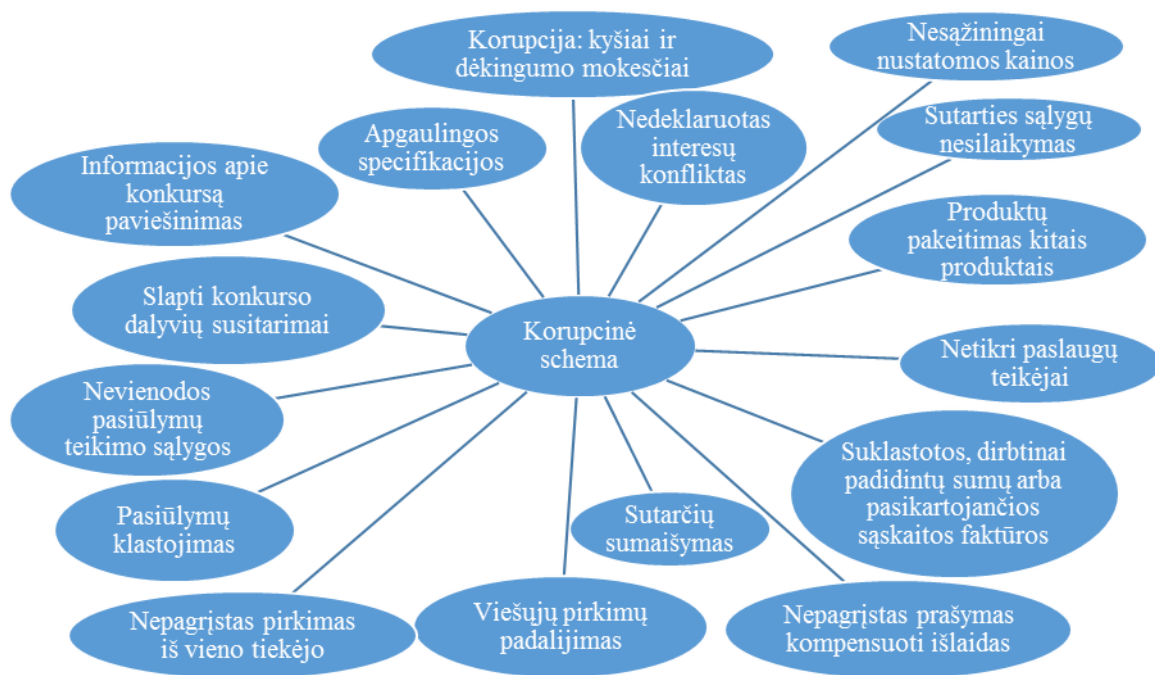 Korupcija: kyšiai ir
dėkingumo mokesčiai
Nesąžiningai
nustatomos kainos
Apgaulingos
specifikacijos
Nedeklaruotas
interesų
konfliktas
Sutarties sąlygų
nesilaikymas
Informacijos apie
konkursą
paviešinimas
Produktų
pakeitimas kitais
produktais
Slapti konkurso
dalyvių susitarimai
Korupcinė
schema
Netikri paslaugų
teikėjai
Nevienodos
pasiūlymų
teikimo sąlygos
Suklastotos, dirbtinai
padidintų sumų arba
pasikartojančios
sąskaitos faktūros
Pasiūlymų
klastojimas
Sutarčių
sumaišymas
Nepagrįstas pirkimas
iš vieno tiekėjo
Viešųjų pirkimų
padalijimas
Nepagrįstas prašymas
kompensuoti išlaidas